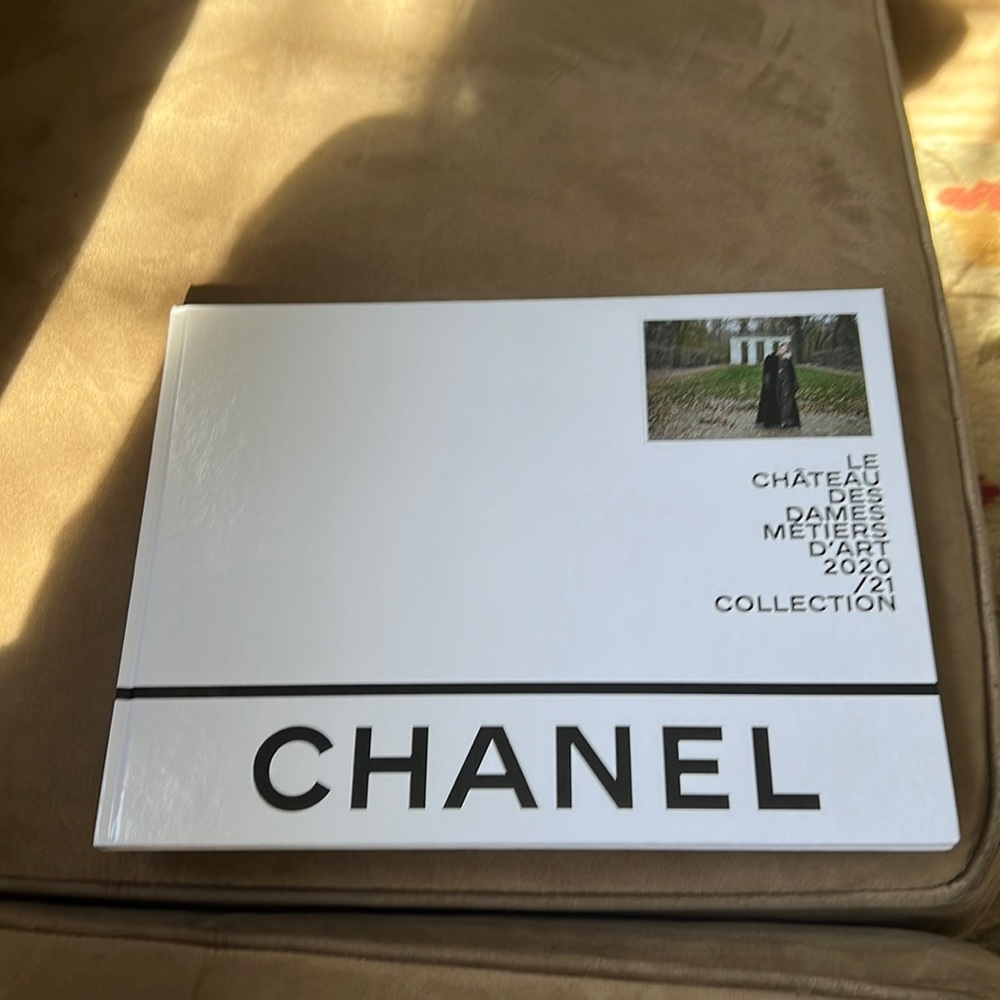 LE
CHÂTEAU
DES
DAMES
MÉTIERS
D'ART
2020
/21
COLLECTION
CHANEL